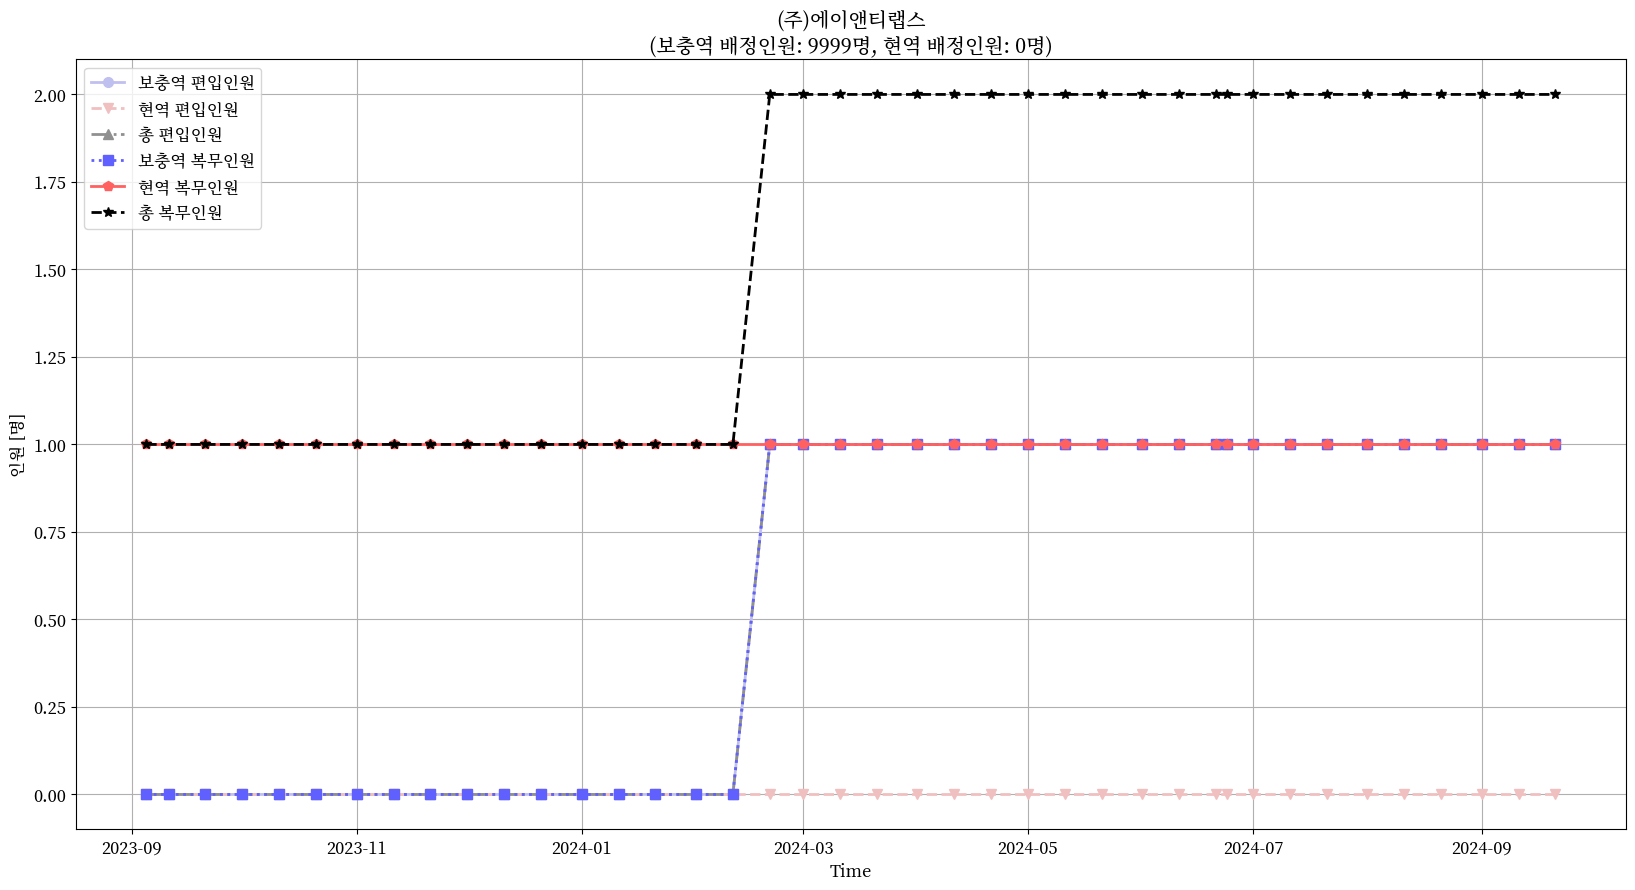 (주)에이앤티랩스
(보충역 배정인원: 9999명, 현역 배정인원: 0명)
보충역 편입인원
현역 편입인원
총 편입인원
보충역 복무인원
현역 복무인원
총 복무인원
2.00
1.75
1.50
1.25
1.00
0.75
0.50
0.25
0.00
인원 [명]
2023-09
2023-11
2024-01
2024-03
2024-05
2024-07
2024-09
Time